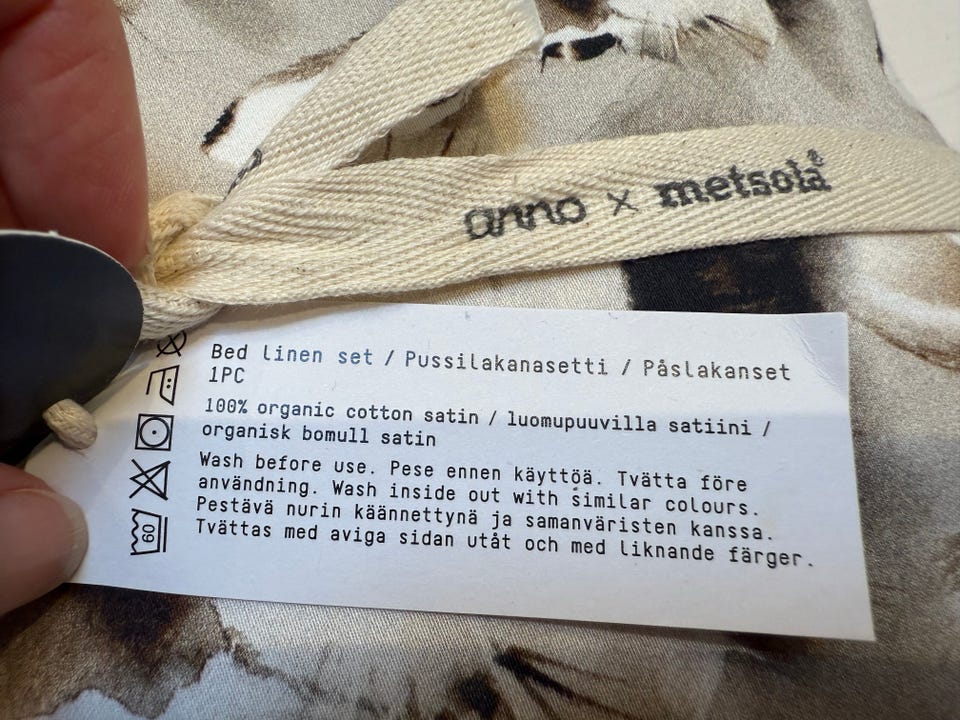 anno x metsola®
Bed linen set / Pussilakanasetti / Påslakanset
1PC
100% organic cotton satin / luomupuuvilla satiini /
organisk bomull satin
Wash before use. Pese ennen käyttöä. Tvätta före
användning. Wash inside out with similar colours.
Pestävä nurin käännettynä ja samanväristen kanssa.
Tvättas med aviga sidan utåt och med liknande färger.
60